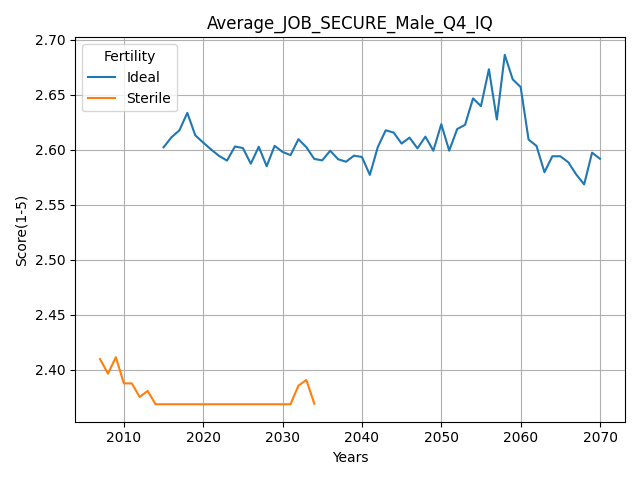 Average_JOB_SECURE_Male_Q4_IQ
Fertility
Ideal
Sterile
Score(1-5)
2.70
2.65
2.60
2.55
2.50
2.45
2.40
2010 2020 2030 2040 2050 2060 2070
Years